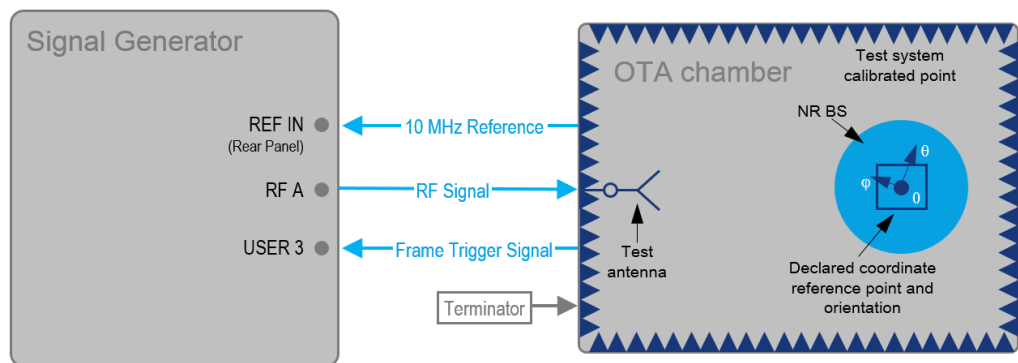 Signal Generator
REF IN
(Rear Panel)
RF A
USER 3
10 MHz Reference
RF Signal
Frame Trigger Signal
Terminator
OTA chamber
Test system
calibrated point
NR BS
θ
φ
0
Test
antenna
Declared coordinate
reference point and
orientation